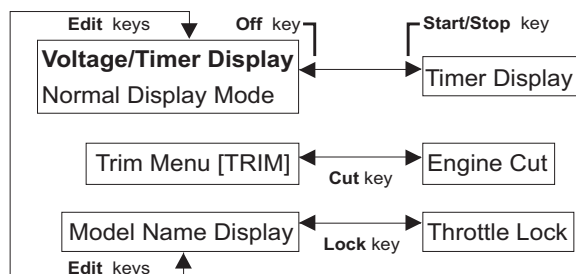 Edit keys Off key Start/Stop key
Voltage/Timer Display
Normal Display Mode
Timer Display
Trim Menu [TRIM]
Cut key
Engine Cut
Model Name Display
Lock key
Throttle Lock
Edit keys